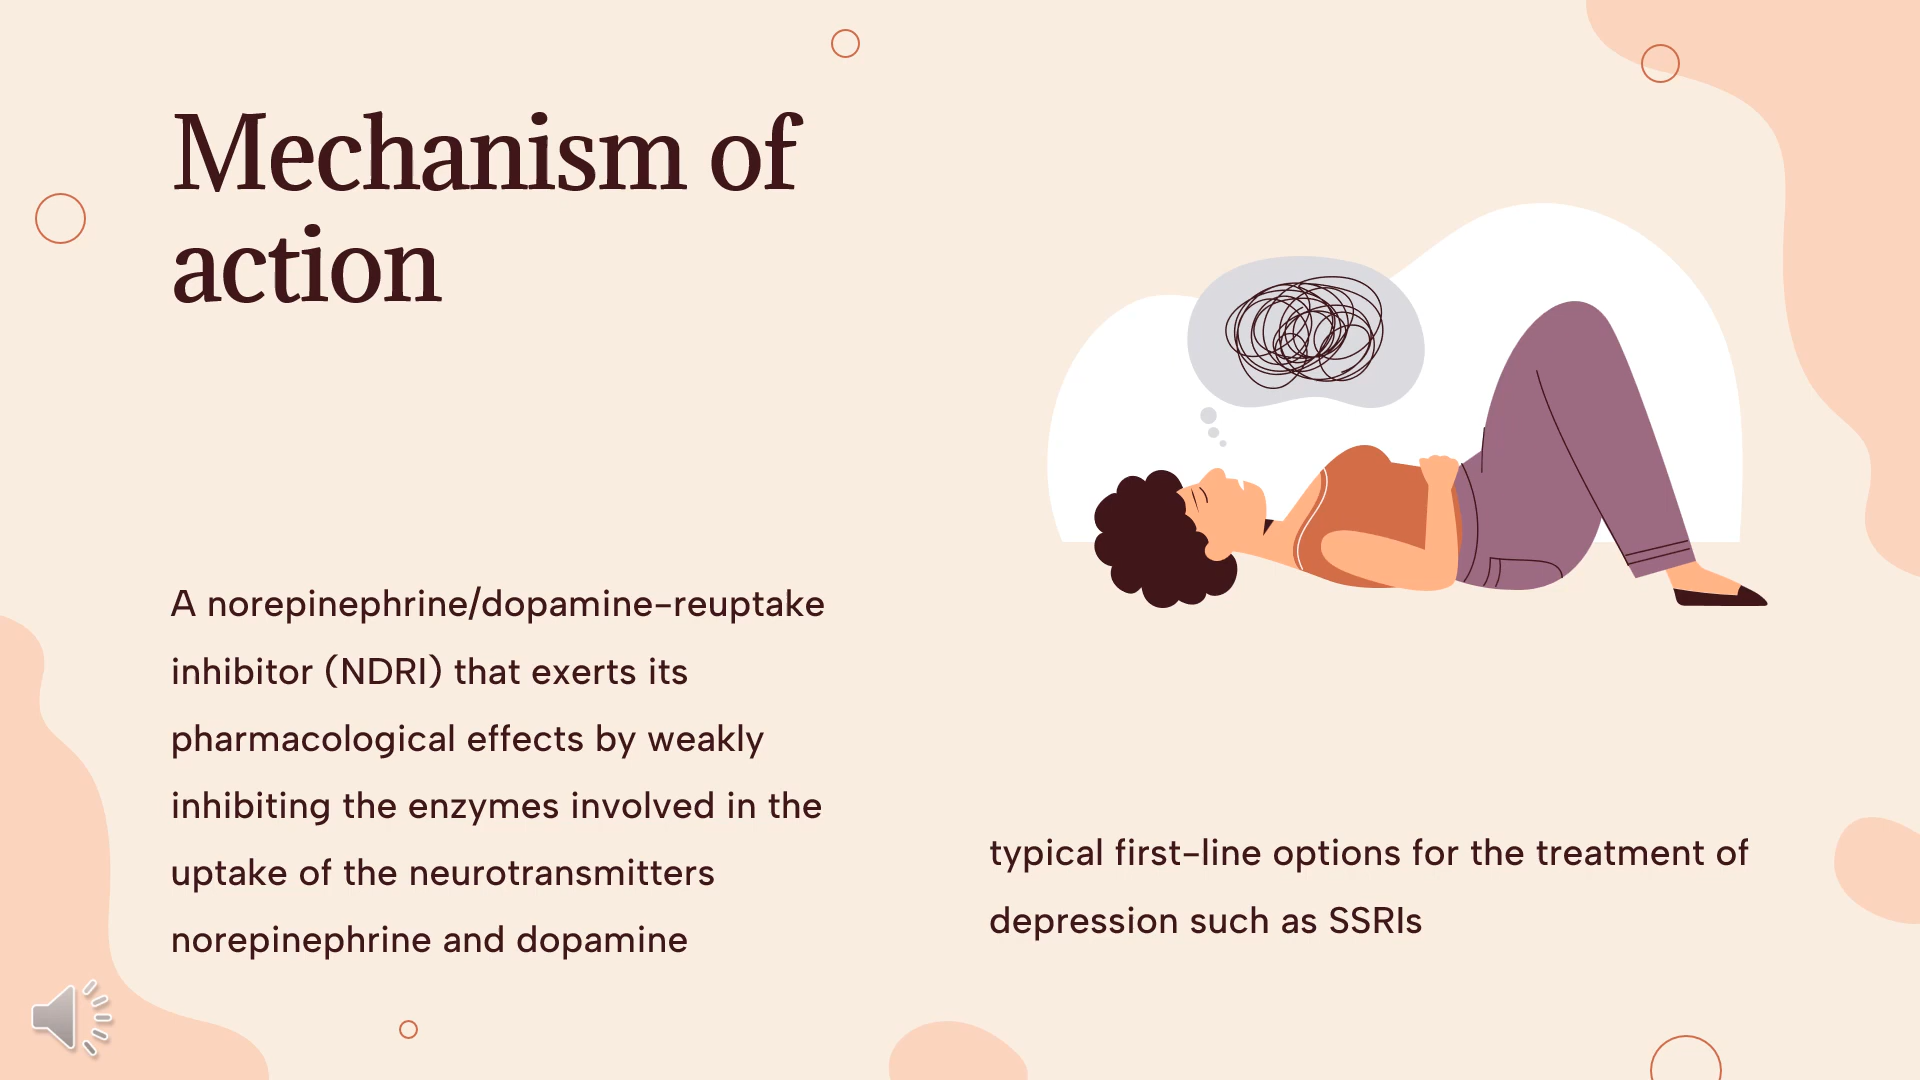 Mechanism of
action
A norepinephrine/dopamine-reuptake
inhibitor (NDRI) that exerts its
pharmacological effects by weakly
inhibiting the enzymes involved in the
uptake of the neurotransmitters
norepinephrine and dopamine
typical first-line options for the treatment of
depression such as SSRIs